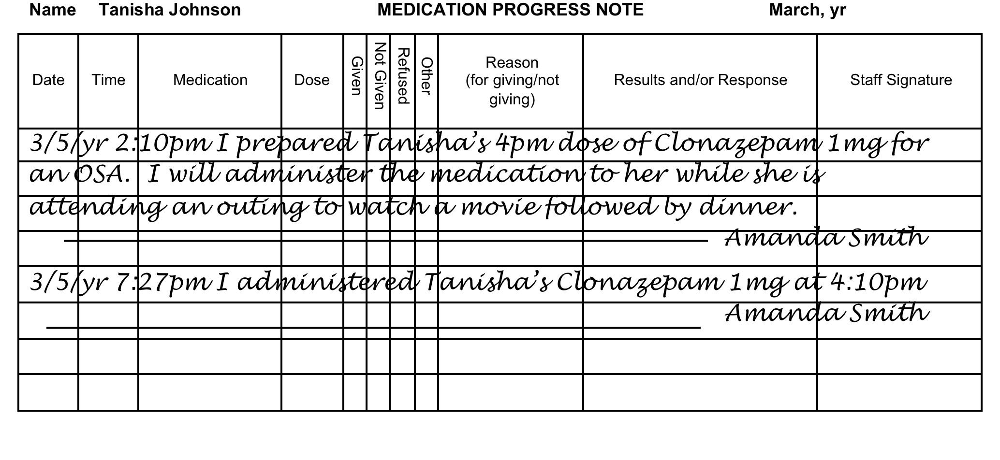 Name Tanisha Johnson MEDICATION PROGRESS NOTE March, yr
Date Time Medication Dose Given Not Given Refused Other Reason (for giving/not giving) Results and/or Response Staff Signature
3/5/yr 2:10pm I prepared Tanisha's 4pm dose of Clonazepam 1mg for
an OSA. I will administer the medication to her while she is
attending an outing to watch a movie followed by dinner.
Amanda Smith
3/5/yr 7:27pm I administered Tanisha's Clonazepam 1mg at 4:10pm
Amanda Smith